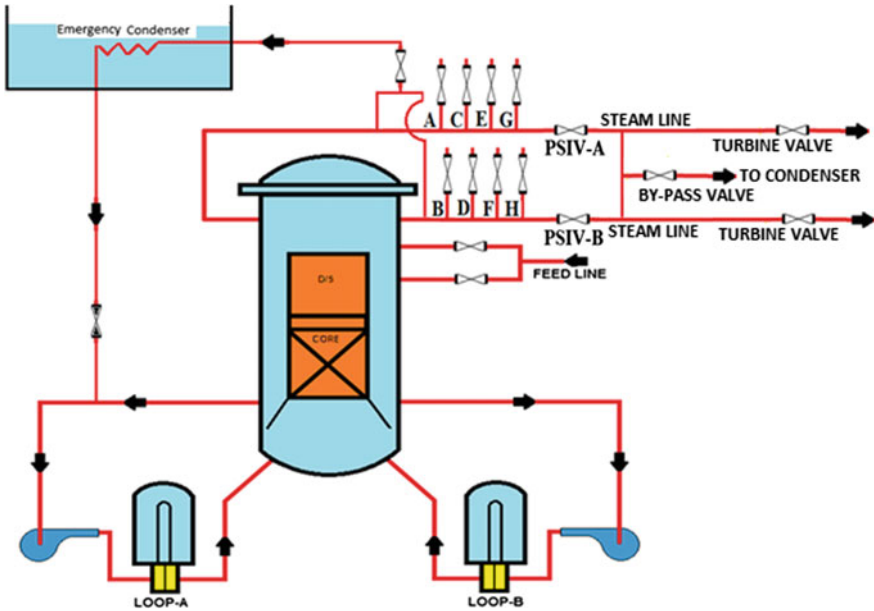 Emergency Condenser
A C E G
STEAM LINE
PSIV-A
TURBINE VALVE
TO CONDENSER
BY-PASS VALVE
B D F H
PSIV-B
STEAM LINE
TURBINE VALVE
FEED LINE
D/S
CORE
LOOP-A
LOOP-B